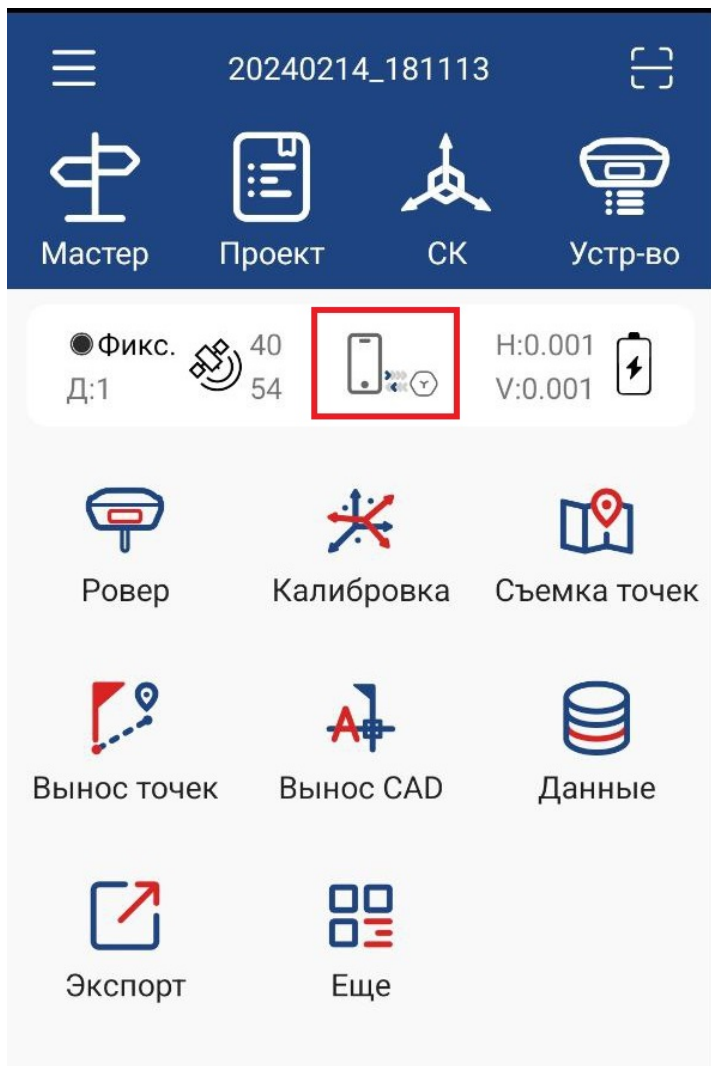 20240214_181113
Мастер Проект СК Устр-во
Фикс. 40 H:0.001
Д:1 54 V:0.001
Ровер Калибровка Съемка точек
Вынос точек Вынос CAD Данные
Экспорт Еще